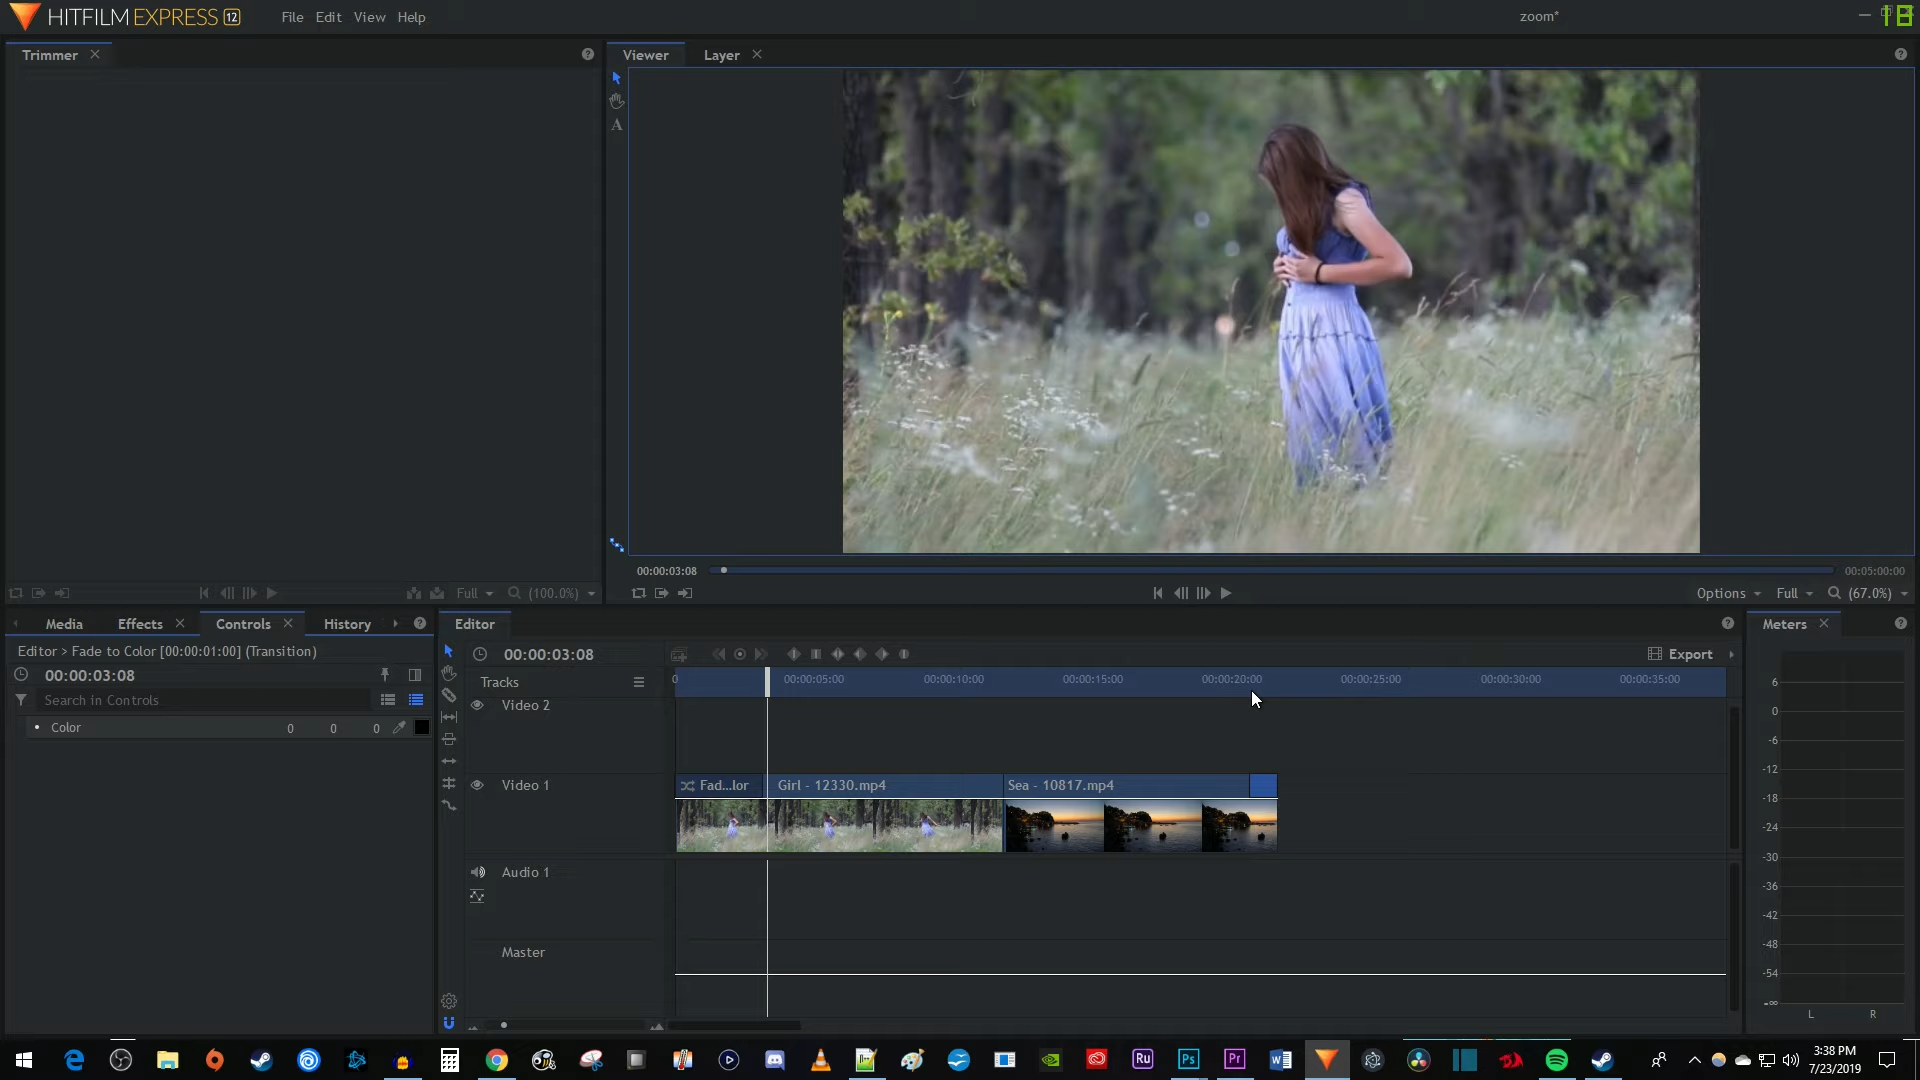 HITFILM EXPRESS 12
File Edit View Help
zoom*
18
Trimmer
Viewer
Layer
A
00:00:03:08
00:05:00:00
Full
(100.0%)
Options
Full
(67.0%)
Media
Effects
Controls
History
Editor
Meters
Editor > Fade to Color [00:00:01:00] (Transition)
00:00:03:08
Search in Controls
Color 0 0 0
00:00:03:08
Export
Tracks
0 00:00:05:00 00:00:10:00 00:00:15:00 00:00:20:00 00:00:25:00 00:00:30:00 00:00:35:00
Video 2
Video 1
Fad...lor
Girl - 12330.mp4
Sea - 10817.mp4
Audio 1
Master
6
0
-6
-12
-18
-24
-30
-36
-42
-48
-54
-∞
L R
Ru
Ps
Pr
3:38 PM
7/23/2019